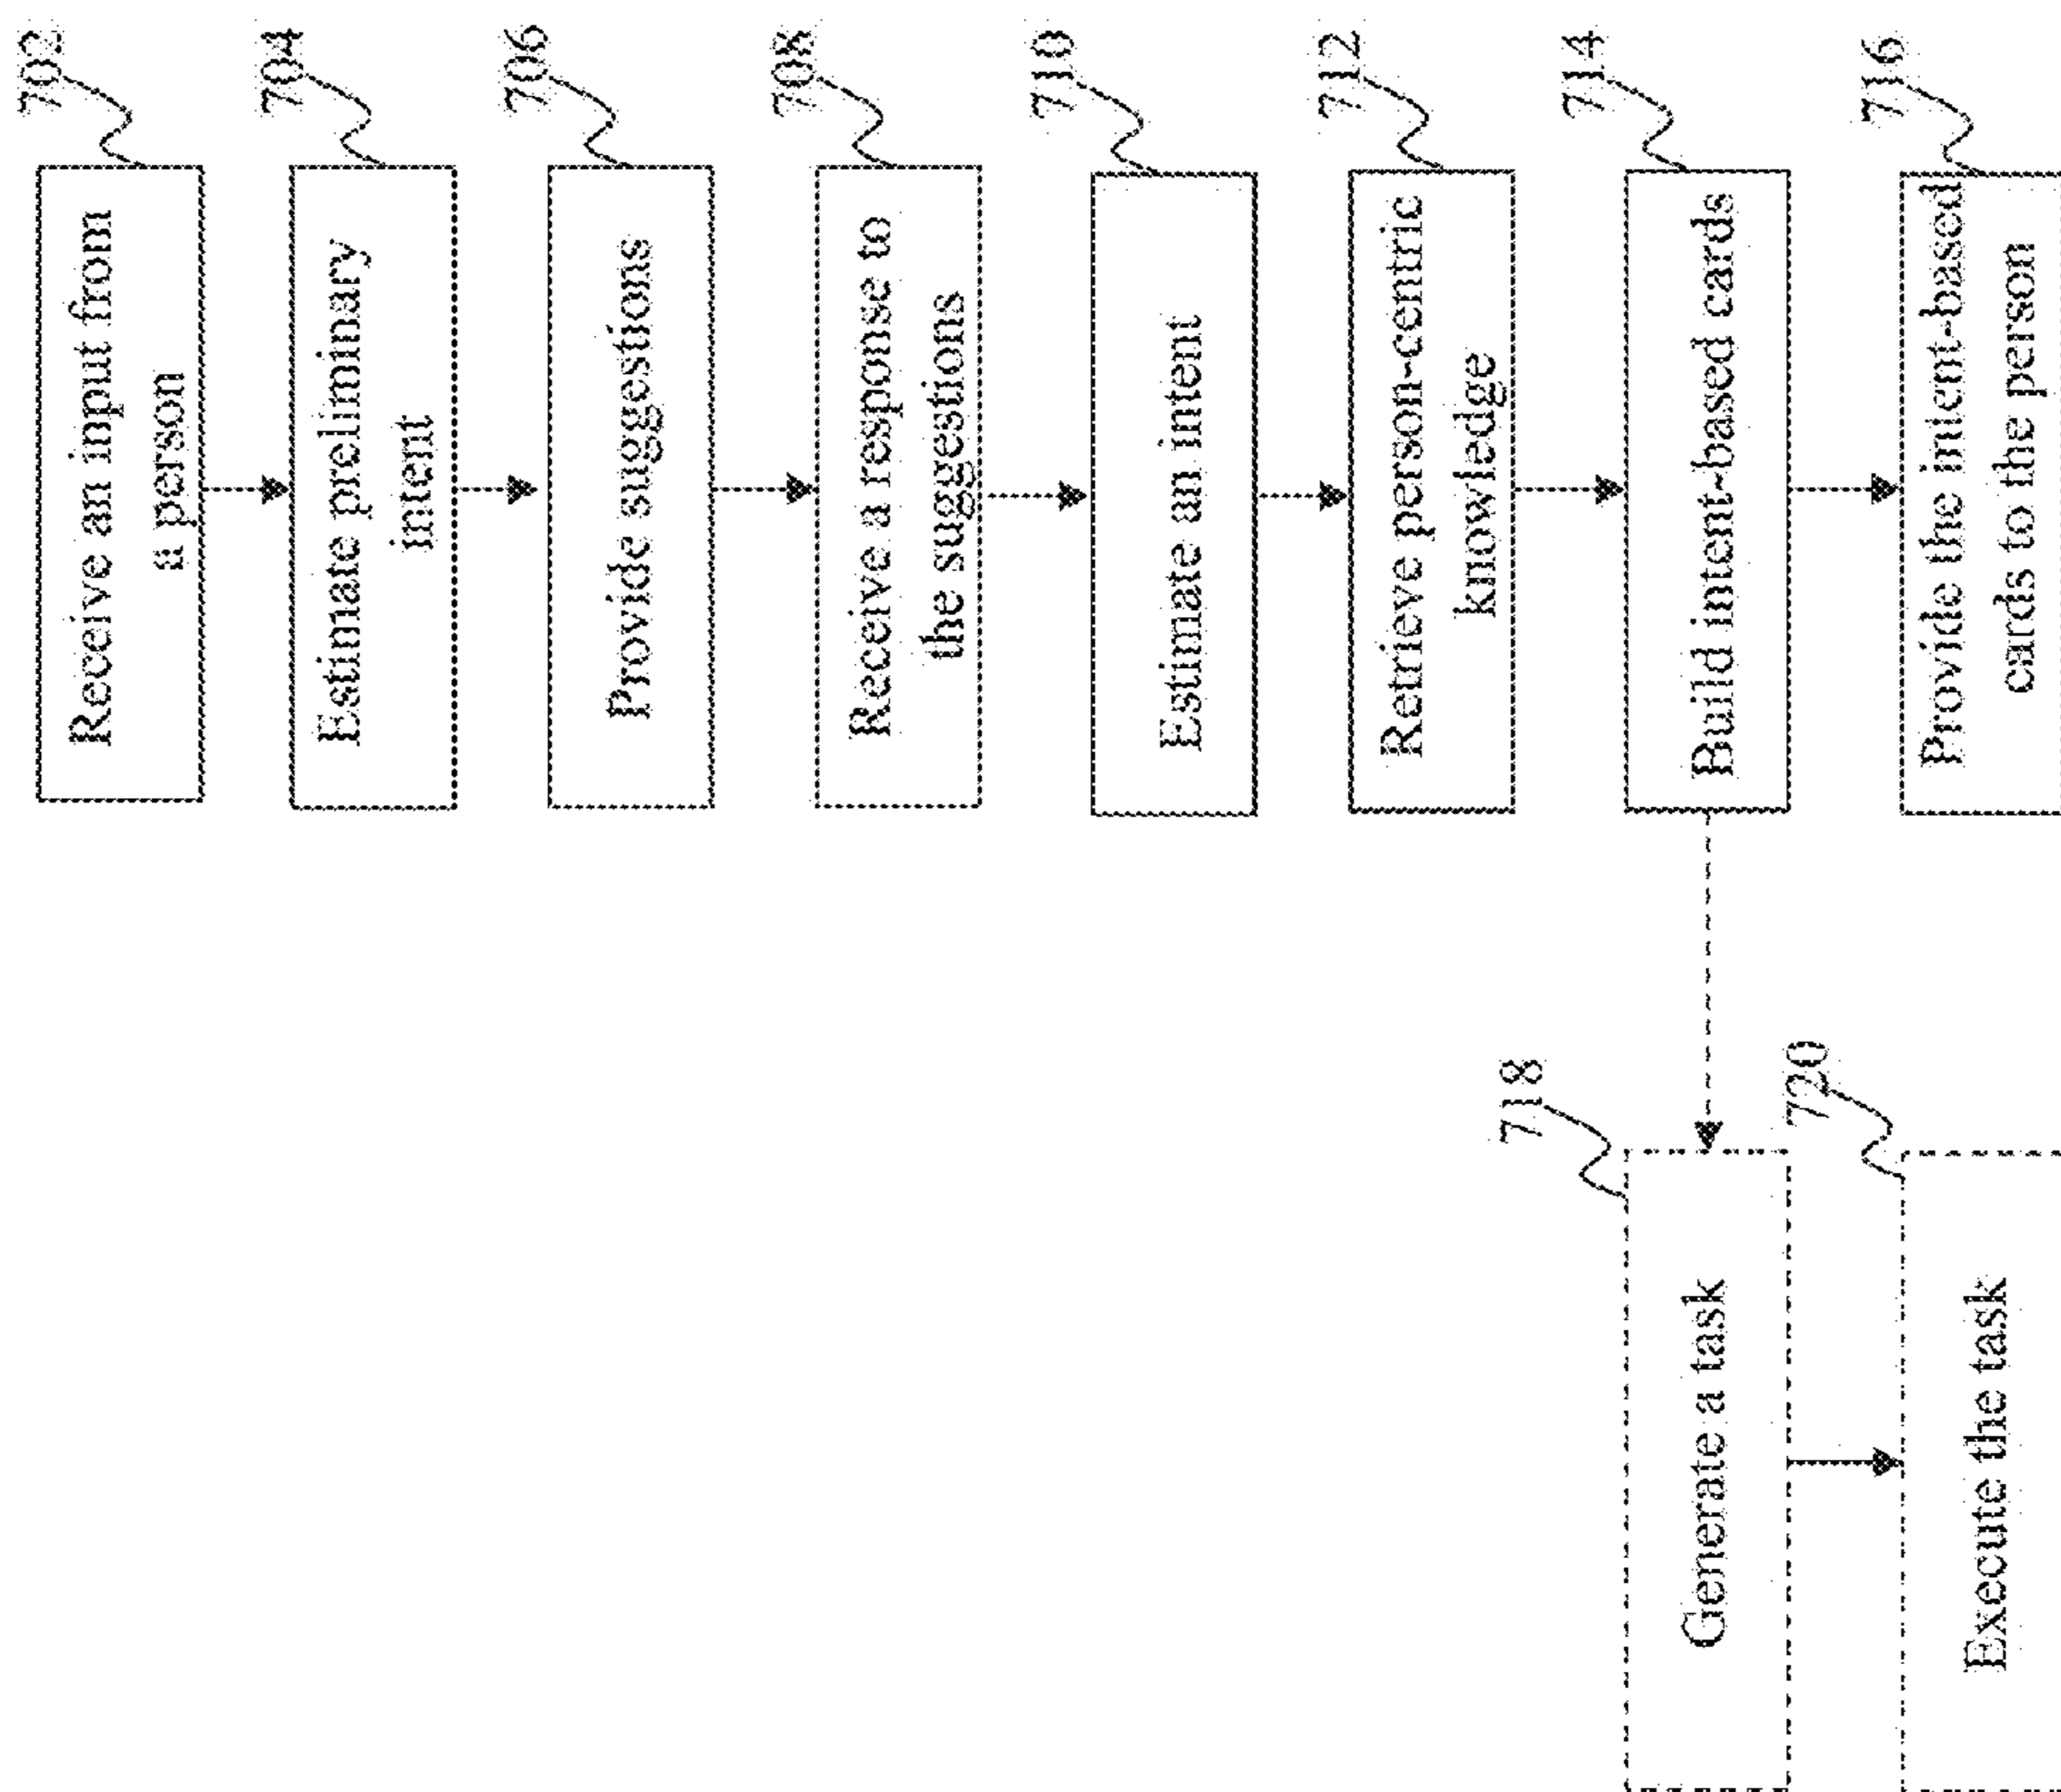 702
Receive an input from
a person
704
Estimate preliminary
intent
706
Provide suggestions
708
Receive a response to
the suggestions
710
Estimate an intent
712
Retrieve person-centric
knowledge
714
Build intent-based cards
716
Provide the intent-based
cards to the person
718
Generate a task
720
Execute the task